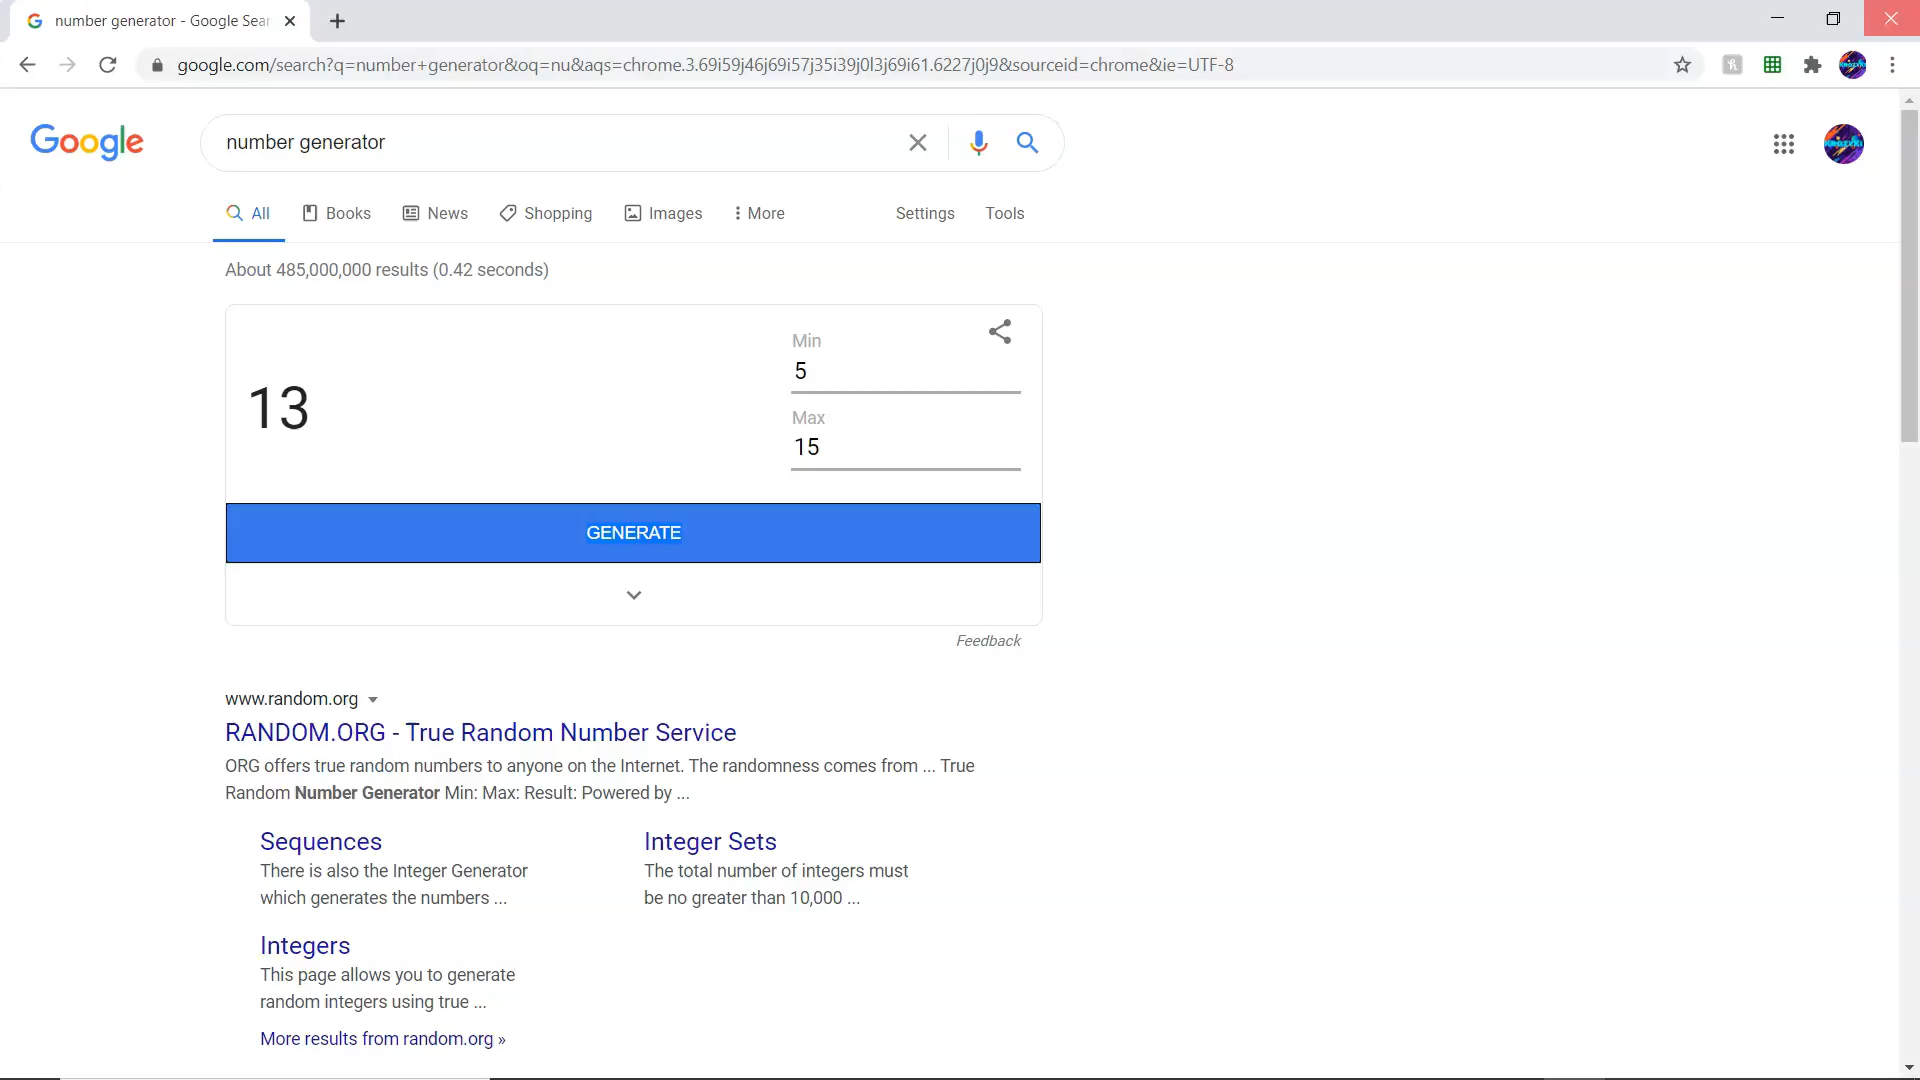 number generator - Google Sear
google.com/search?q=number+generator&oq=nu&aqs=chrome.3.69i59j46j69i57j35i39j0l3j69i61.6227j0j9&sourceid=chrome&ie=UTF-8
Google
number generator
All
Books
News
Shopping
Images
More
Settings
Tools
About 485,000,000 results (0.42 seconds)
13
Min
5
Max
15
GENERATE
Feedback
www.random.org
RANDOM.ORG - True Random Number Service
ORG offers true random numbers to anyone on the Internet. The randomness comes from ... True
Random Number Generator Min: Max: Result: Powered by ...
Sequences
There is also the Integer Generator
which generates the numbers ...
Integer Sets
The total number of integers must
be no greater than 10,000 ...
Integers
This page allows you to generate
random integers using true ...
More results from random.org »